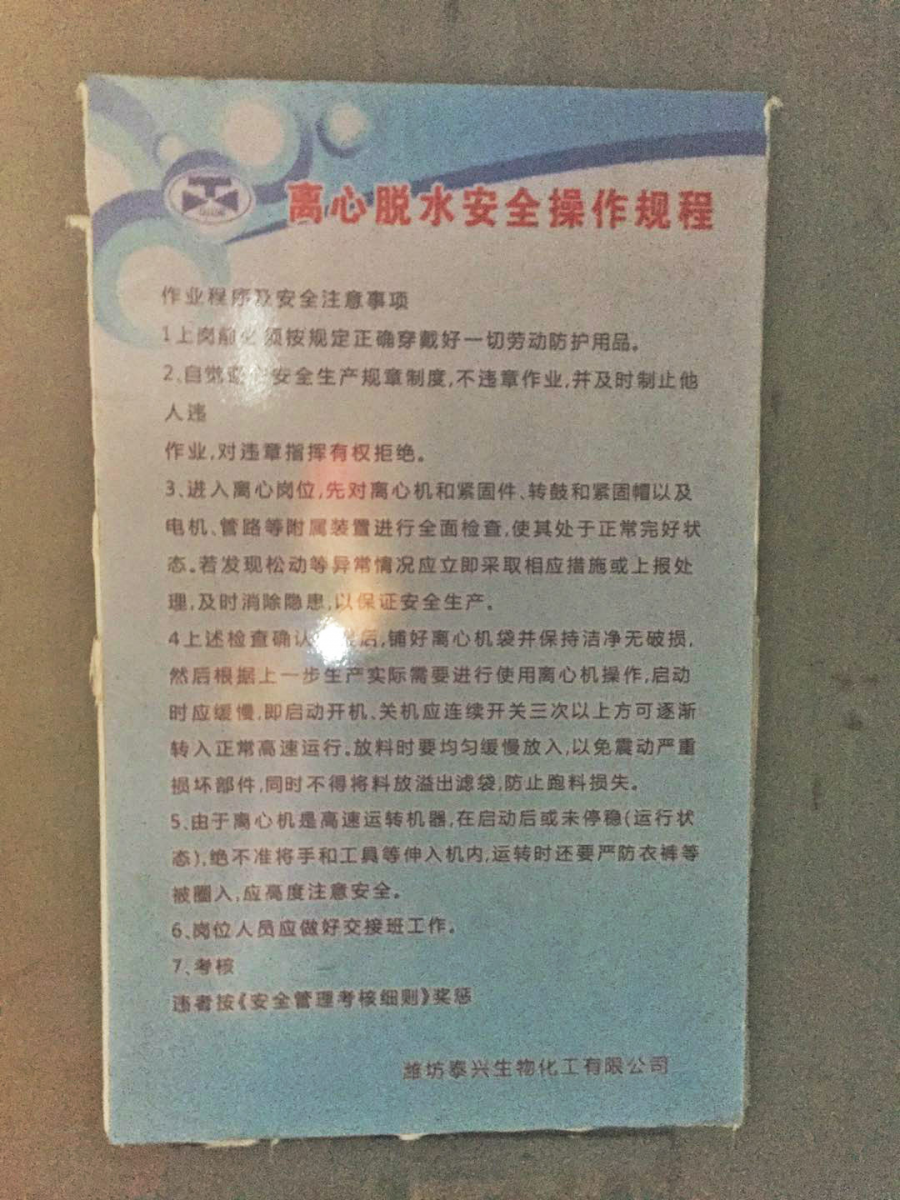 离心脱水安全操作规程
作业程序及安全注意事项
1上岗前必须按规定正确穿戴好一切劳动防护用品。
2、自觉 安全生产规章制度,不违章作业,并及时制止他
人违
作业,对违章指挥有权拒绝。
3、进入离心岗位,先对离心机和紧固件、转鼓和紧固帽以及
电机、管路等附属装置进行全面检查,使其处于正常完好状
态。若发现松动等异常情况应立即采取相应措施或上报处
理,及时消除隐患,以保证安全生产。
4上述检查确认 后,铺好离心机袋并保持洁净无破损,
然后根据上一步生产实际需要进行使用离心机操作,启动
时应缓慢,即启动开机、关机应连续开关三次以上方可逐渐
转入正常高速运行。放料时要均匀缓慢放入,以免震动严重
损坏部件,同时不得将料放溢出滤袋,防止跑料损失。
5、由于离心机是高速运转机器,在启动后或未停稳(运行状
态),绝不准将手和工具等伸入机内,运转时还要严防衣裤等
被圈入,应高度注意安全。
6、岗位人员应做好交接班工作。
7、考核
违者按《安全管理考核细则》奖惩
潍坊泰兴生物化工有限公司